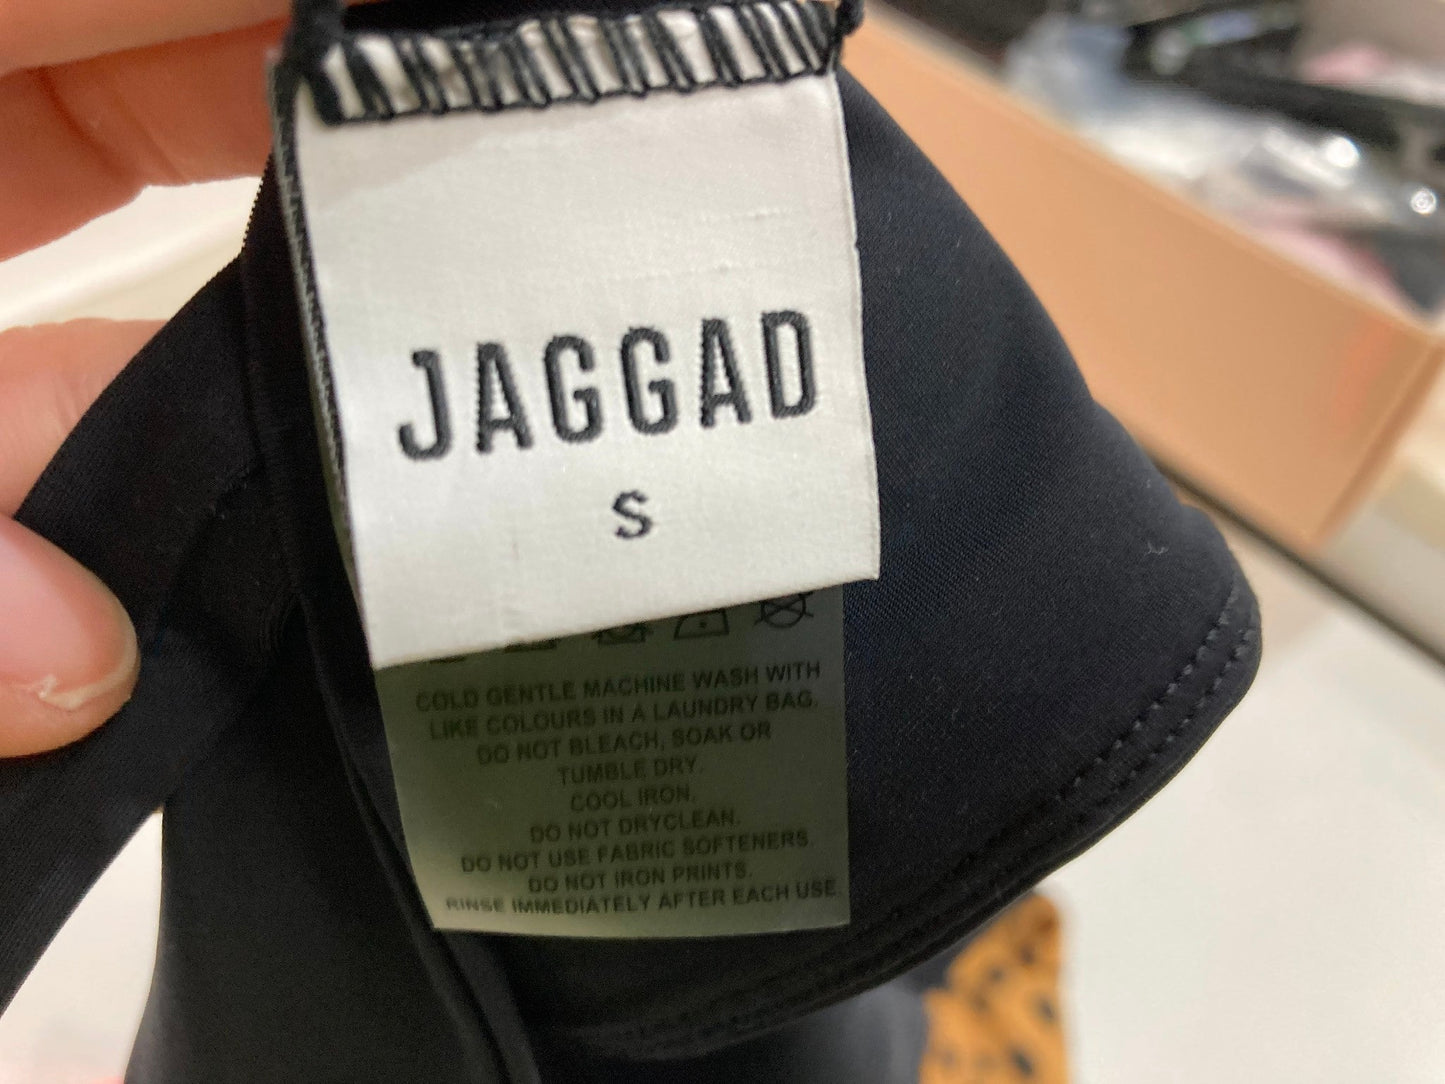 JAGGAD
S
COLD GENTLE MACHINE WASH WITH
LIKE COLOURS IN A LAUNDRY BAG.
DO NOT BLEACH, SOAK OR
TUMBLE DRY.
COOL IRON.
DO NOT DRYCLEAN.
DO NOT USE FABRIC SOFTENERS.
DO NOT IRON PRINTS.
RINSE IMMEDIATELY AFTER EACH USE.